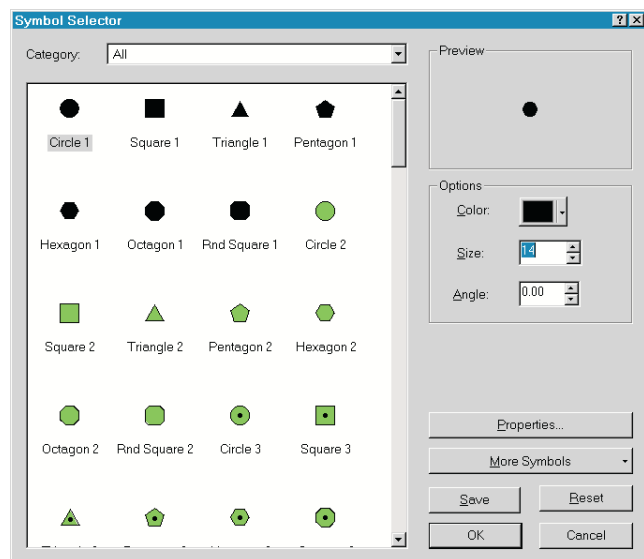 Symbol Selector
Category: All
Preview
Circle 1 Square 1 Triangle 1 Pentagon 1
Options
Color:
Hexagon 1 Octagon 1 Rnd Square 1 Circle 2
Size: 14
Angle: 0.00
Square 2 Triangle 2 Pentagon 2 Hexagon 2
Octagon 2 Rnd Square 2 Circle 3 Square 3
Properties...
More Symbols
Save Reset
OK Cancel